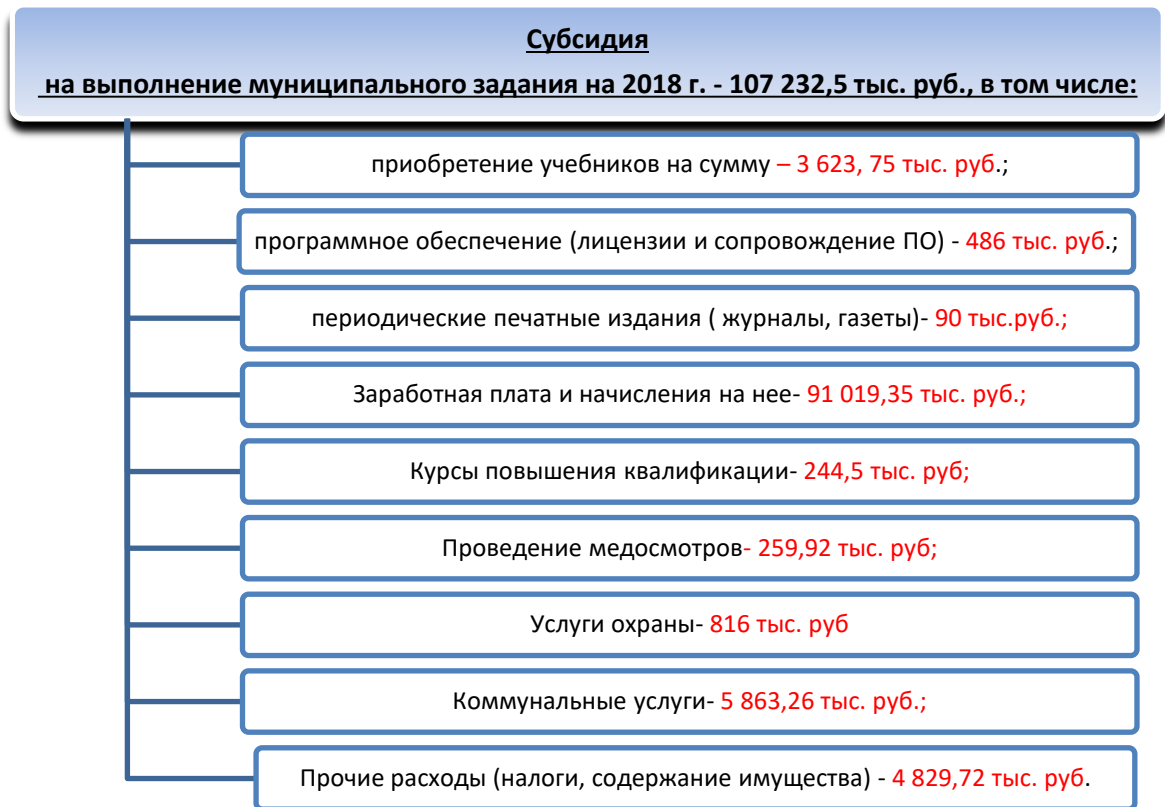 Субсидия
на выполнение муниципального задания на 2018 г. - 107 232,5 тыс. руб., в том числе:
приобретение учебников на сумму – 3 623, 75 тыс. руб.;
программное обеспечение (лицензии и сопровождение ПО) - 486 тыс. руб.;
периодические печатные издания ( журналы, газеты)- 90 тыс.руб.;
Заработная плата и начисления на нее- 91 019,35 тыс. руб.;
Курсы повышения квалификации- 244,5 тыс. руб;
Проведение медосмотров- 259,92 тыс. руб;
Услуги охраны- 816 тыс. руб
Коммунальные услуги- 5 863,26 тыс. руб.;
Прочие расходы (налоги, содержание имущества) - 4 829,72 тыс. руб.